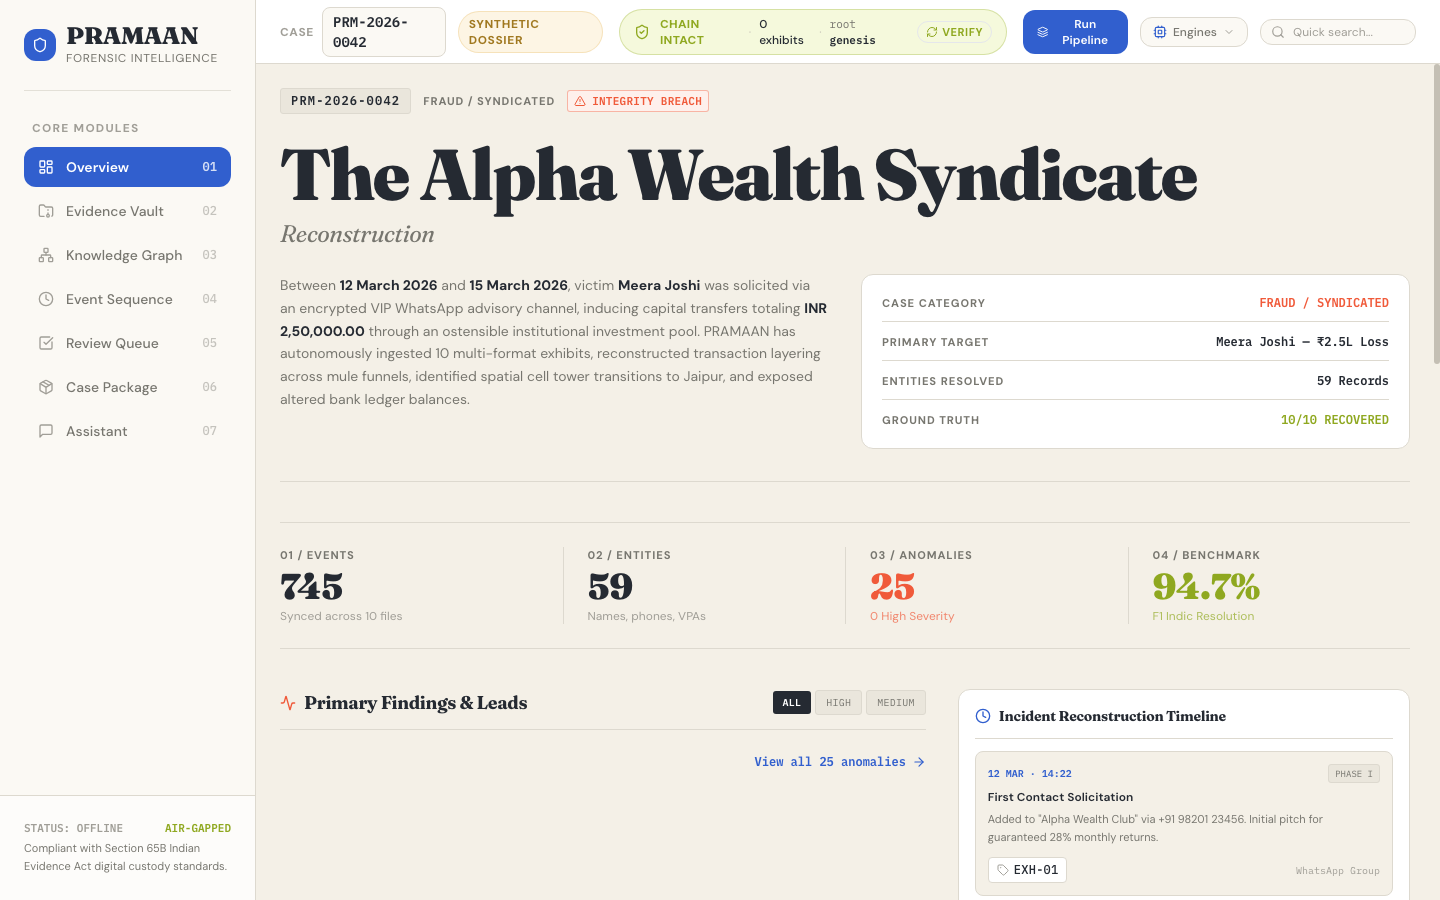 PRAMAAN
FORENSIC INTELLIGENCE
CORE MODULES
Overview 01
Evidence Vault 02
Knowledge Graph 03
Event Sequence 04
Review Queue 05
Case Package 06
Assistant 07
STATUS: OFFLINE AIR-GAPPED
Compliant with Section 65B Indian
Evidence Act digital custody standards.
CASE
PRM-2026-
0042
SYNTHETIC
DOSSIER
CHAIN
INTACT
· 0
exhibits
· root
genesis
VERIFY
Run
Pipeline
Engines
Quick search...
PRM-2026-0042 FRAUD / SYNDICATED INTEGRITY BREACH
The Alpha Wealth Syndicate
Reconstruction
Between 12 March 2026 and 15 March 2026, victim Meera Joshi was solicited via
an encrypted VIP WhatsApp advisory channel, inducing capital transfers totaling INR
2,50,000.00 through an ostensible institutional investment pool. PRAMAAN has
autonomously ingested 10 multi-format exhibits, reconstructed transaction layering
across mule funnels, identified spatial cell tower transitions to Jaipur, and exposed
altered bank ledger balances.
CASE CATEGORY FRAUD / SYNDICATED
PRIMARY TARGET Meera Joshi — ₹2.5L Loss
ENTITIES RESOLVED 59 Records
GROUND TRUTH 10/10 RECOVERED
01 / EVENTS
745
Synced across 10 files
02 / ENTITIES
59
Names, phones, VPAs
03 / ANOMALIES
25
0 High Severity
04 / BENCHMARK
94.7%
F1 Indic Resolution
Primary Findings & Leads
ALL HIGH MEDIUM
View all 25 anomalies →
Incident Reconstruction Timeline
12 MAR · 14:22 PHASE I
First Contact Solicitation
Added to "Alpha Wealth Club" via +91 98201 23456. Initial pitch for
guaranteed 28% monthly returns.
EXH-01 WhatsApp Group